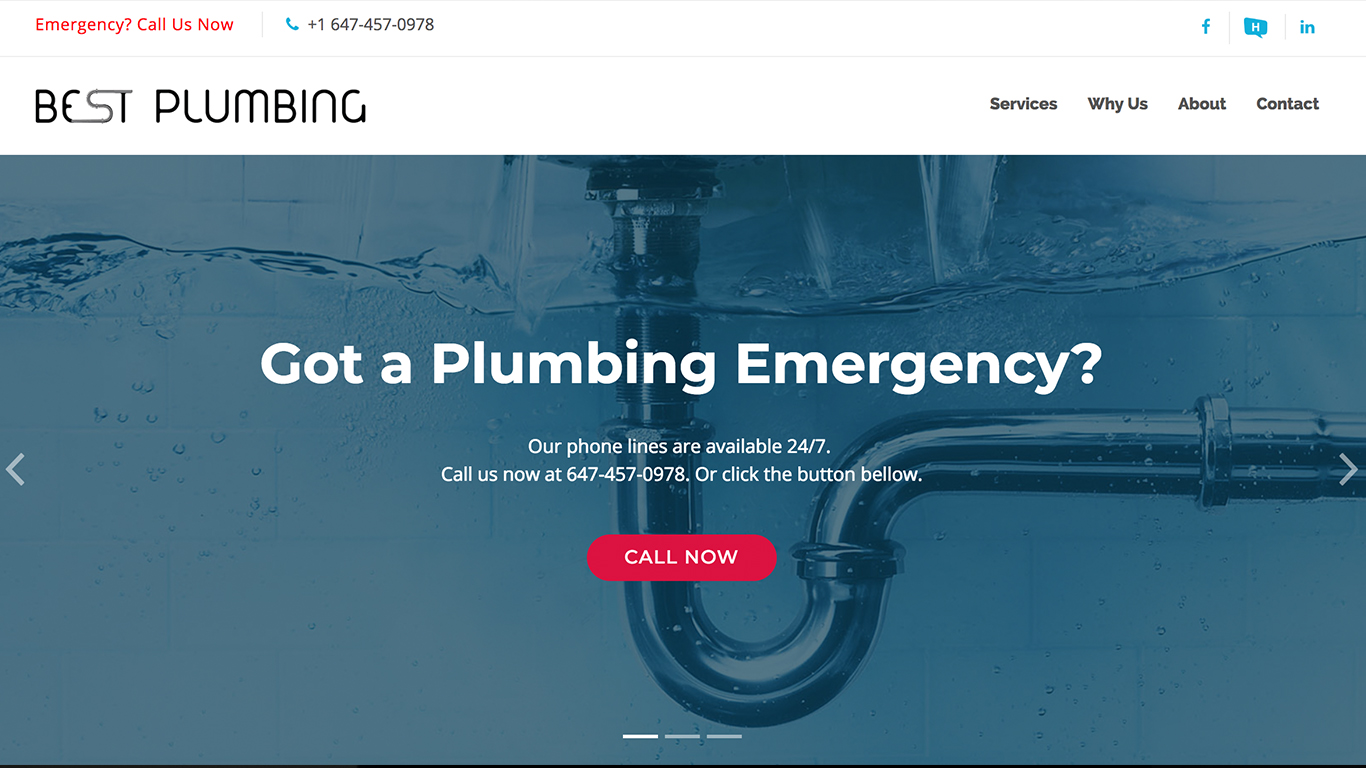 Emergency? Call Us Now
+1 647-457-0978
f
H
in
BEST PLUMBING
Services
Why Us
About
Contact
Got a Plumbing Emergency?
Our phone lines are available 24/7.
Call us now at 647-457-0978. Or click the button bellow.
CALL NOW